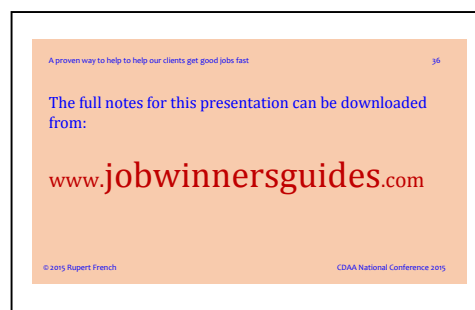 A proven way to help to help our clients get good jobs fast 36
The full notes for this presentation can be downloaded
from:
www.jobwinnersguides.com
© 2015 Rupert French CDAA National Conference 2015